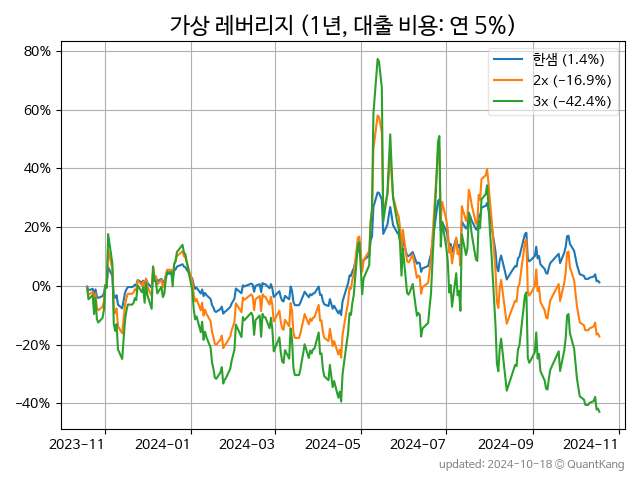 가상 레버리지 (1년, 대출 비용: 연 5%)
한샘 (1.4%)
2x (−16.9%)
3x (−42.4%)
80%
60%
40%
20%
0%
−20%
−40%
2023-11
2024-01
2024-03
2024-05
2024-07
2024-09
2024-11
updated: 2024-10-18 © QuantKang